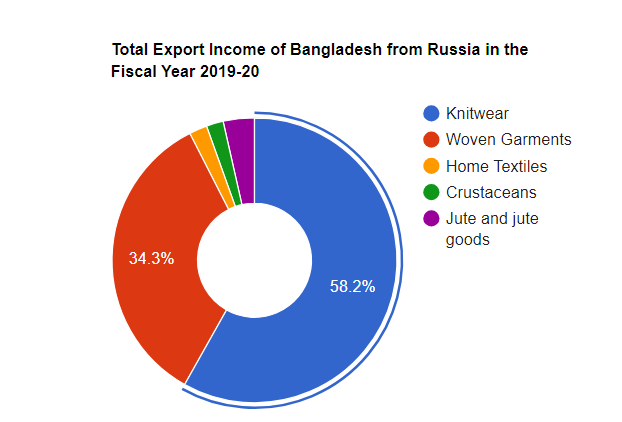 Total Export Income of Bangladesh from Russia in the
Fiscal Year 2019-20
Knitwear
Woven Garments
Home Textiles
Crustaceans
Jute and jute
goods
34.3%
58.2%